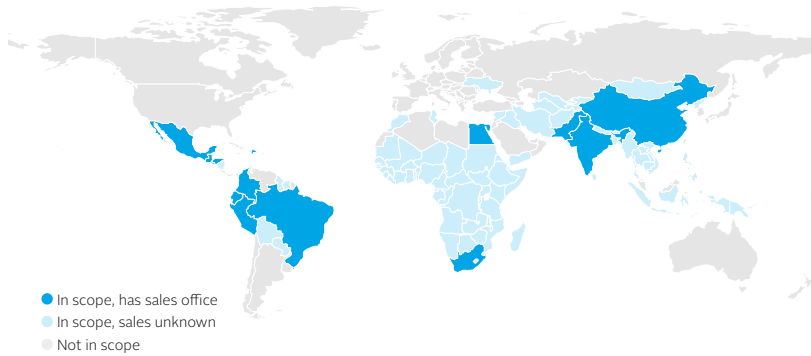 In scope, has sales office
In scope, sales unknown
Not in scope